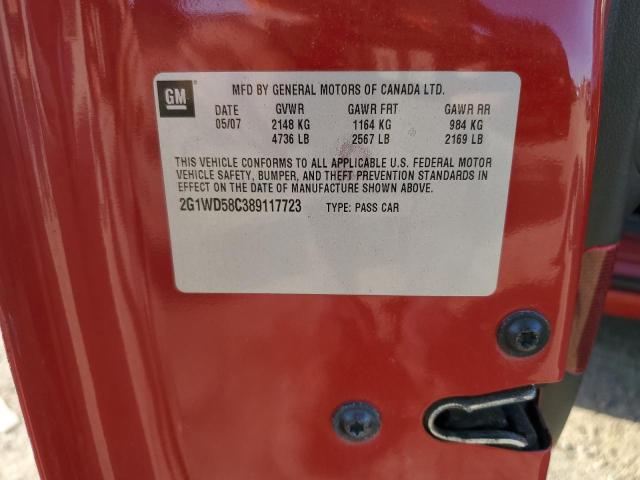 GM
MFD BY GENERAL MOTORS OF CANADA LTD.
DATE GVWR GAWR FRT GAWR RR
05/07 2148 KG 1164 KG 984 KG
4736 LB 2567 LB 2169 LB
THIS VEHICLE CONFORMS TO ALL APPLICABLE U.S. FEDERAL MOTOR
VEHICLE SAFETY, BUMPER, AND THEFT PREVENTION STANDARDS IN
EFFECT ON THE DATE OF MANUFACTURE SHOWN ABOVE.
2G1WD58C389117723 TYPE: PASS CAR